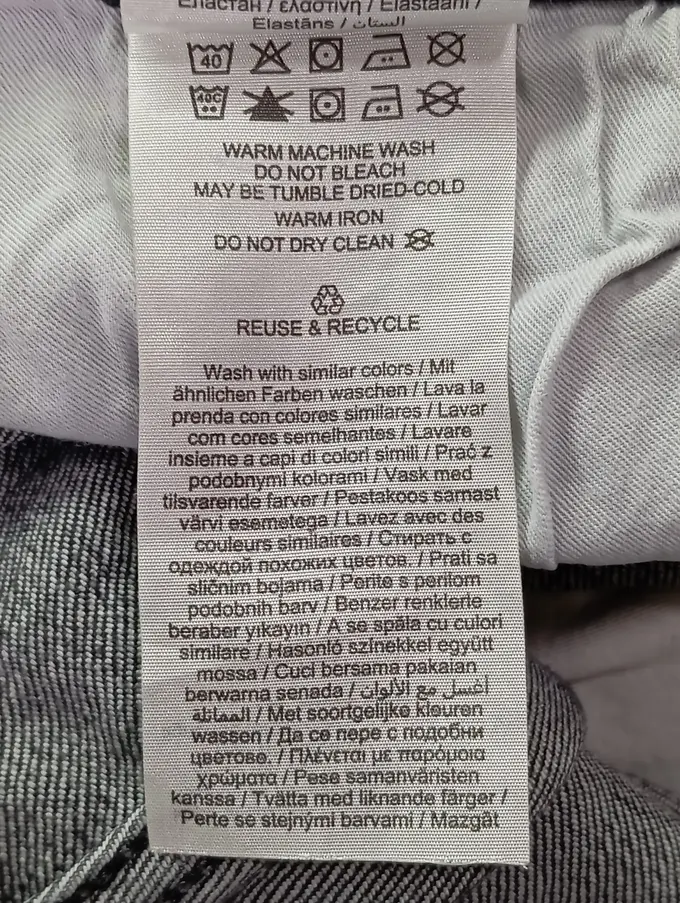 Еластан / ελαστίνη / Elastaani /
Elastāns / الستان
40
40C
WARM MACHINE WASH
DO NOT BLEACH
MAY BE TUMBLE DRIED-COLD
WARM IRON
DO NOT DRY CLEAN
REUSE & RECYCLE
Wash with similar colors / Mit
ähnlichen Farben waschen / Lava la
prenda con colores similares / Lavar
com cores semelhantes / Lavare
insieme a capi di colori simili / Prać z
podobnymi kolorami / Vask med
tilsvarende farver / Pestakoos samast
värvi esemetega / Lavez avec des
couleurs similaires / Стирать с
одеждой похожих цветов. / Prati sa
sličnim bojama / Perite s perilom
podobnih barv / Benzer renklerle
beraber yıkayın / A se spăla cu culori
similare / Hasonló színekkel együtt
mossa / Cuci bersama pakaian
berwarna senada / اغسل مع الألوان
المماثلة / Met soortgelijke kleuren
wassen / Да се пере с подобни
цветове. / Πλένεται με παρόμοια
χρώματα / Pese samanväristen
kanssa / Tvätta med liknande färger /
Perte se stejnými barvami / Mazgāt